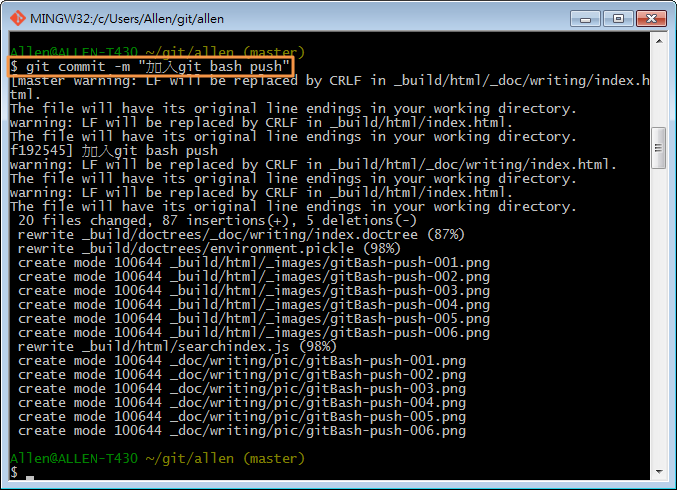 MINGW32:/c/Users/Allen/git/allen
Allen@ALLEN-T430 ~/git/allen (master)
$ git commit -m "加入git bash push"
[master warning: LF will be replaced by CRLF in _build/html/_doc/writing/index.h
tml.
The file will have its original line endings in your working directory.
warning: LF will be replaced by CRLF in _build/html/index.html.
The file will have its original line endings in your working directory.
f192545] 加入git bash push
warning: LF will be replaced by CRLF in _build/html/_doc/writing/index.html.
The file will have its original line endings in your working directory.
warning: LF will be replaced by CRLF in _build/html/index.html.
The file will have its original line endings in your working directory.
 20 files changed, 87 insertions(+), 5 deletions(-)
 rewrite _build/doctrees/_doc/writing/index.doctree (87%)
 rewrite _build/doctrees/environment.pickle (98%)
 create mode 100644 _build/html/_images/gitBash-push-001.png
 create mode 100644 _build/html/_images/gitBash-push-002.png
 create mode 100644 _build/html/_images/gitBash-push-003.png
 create mode 100644 _build/html/_images/gitBash-push-004.png
 create mode 100644 _build/html/_images/gitBash-push-005.png
 create mode 100644 _build/html/_images/gitBash-push-006.png
 rewrite _build/html/searchindex.js (98%)
 create mode 100644 _doc/writing/pic/gitBash-push-001.png
 create mode 100644 _doc/writing/pic/gitBash-push-002.png
 create mode 100644 _doc/writing/pic/gitBash-push-003.png
 create mode 100644 _doc/writing/pic/gitBash-push-004.png
 create mode 100644 _doc/writing/pic/gitBash-push-005.png
 create mode 100644 _doc/writing/pic/gitBash-push-006.png
Allen@ALLEN-T430 ~/git/allen (master)
$